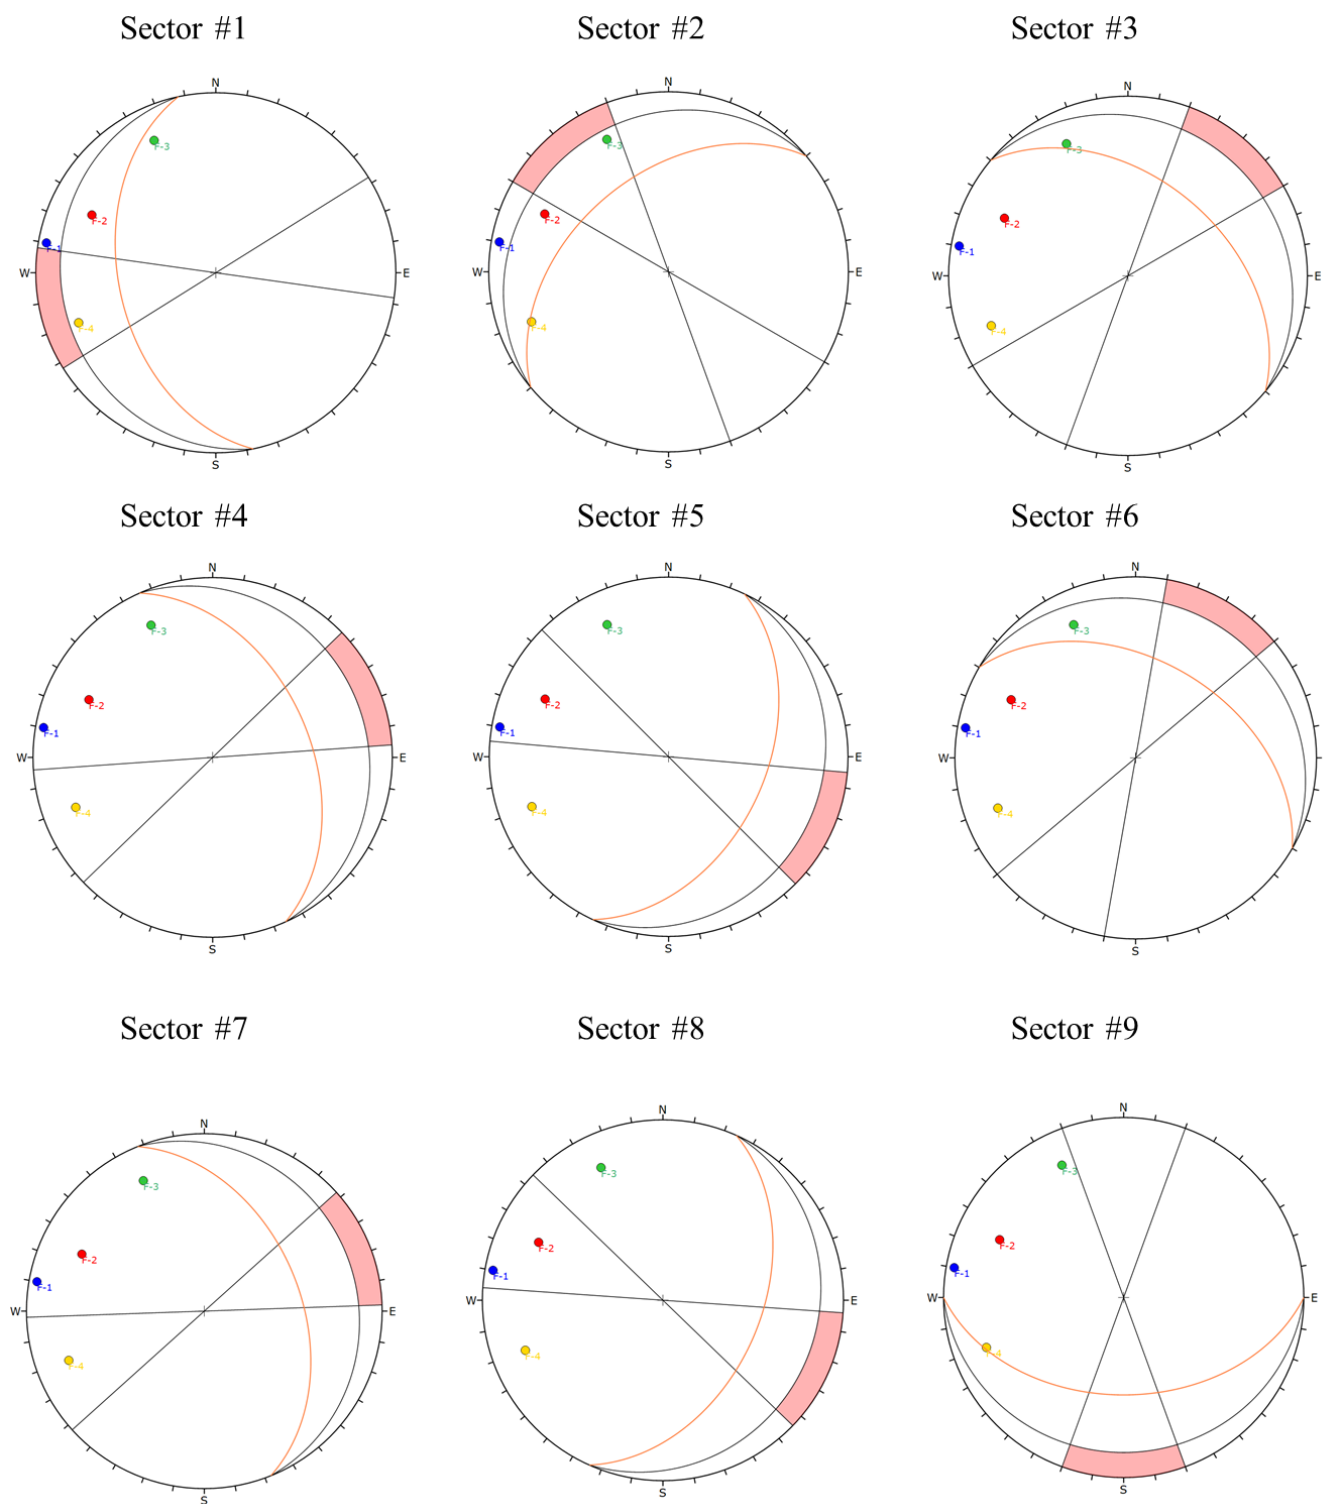 Sector #1 Sector #2 Sector #3
N N N
F-3 F-3 F-3
F-2 F-2 F-2
F-1 F-1 F-1
W E W E W E
F-4 F-4 F-4
S S S
Sector #4 Sector #5 Sector #6
N N N
F-3 F-3 F-3
F-2 F-2 F-2
F-1 F-1 F-1
W E W E W
F-4 F-4 F-4
S S S
Sector #7 Sector #8 Sector #9
N N N
F-3 F-3 F-3
F-2 F-2 F-2
F-1 F-1 F-1
W E W E W E
F-4 F-4 F-4
S S S